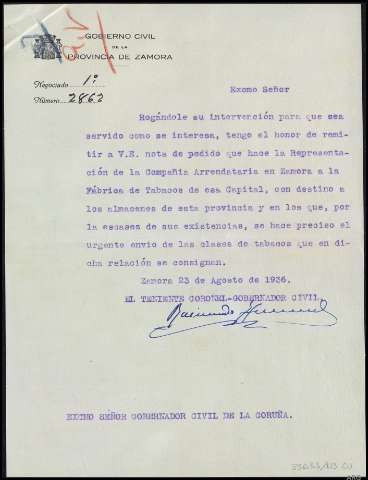 GOBIERNO CIVIL
DE LA
PROVINCIA DE ZAMORA
Negociado 1º
Número 2862
Excmo Señor
Rogándole su intervención para que sea
servido como se interesa, tengo el honor de remi-
tir a V.E. nota de pedido que hace la Representa-
ción de la Compañia Arrendataria en Zamora a la
Fábrica de Tabacos de esa Capital, con destino a
los almacenes de esta provincia y en los que, por
la escases de sus existencias, se hace preciso el
urgente envio de las clases de tabacos que en di-
cha relación se consignan.
Zamora 23 de Agosto de 1936.
EL TENIENTE CORONEL-GOBERNADOR CIVIL
Raimundo
EXCMO SEÑOR GOBERNADOR CIVIL DE LA CORUÑA.